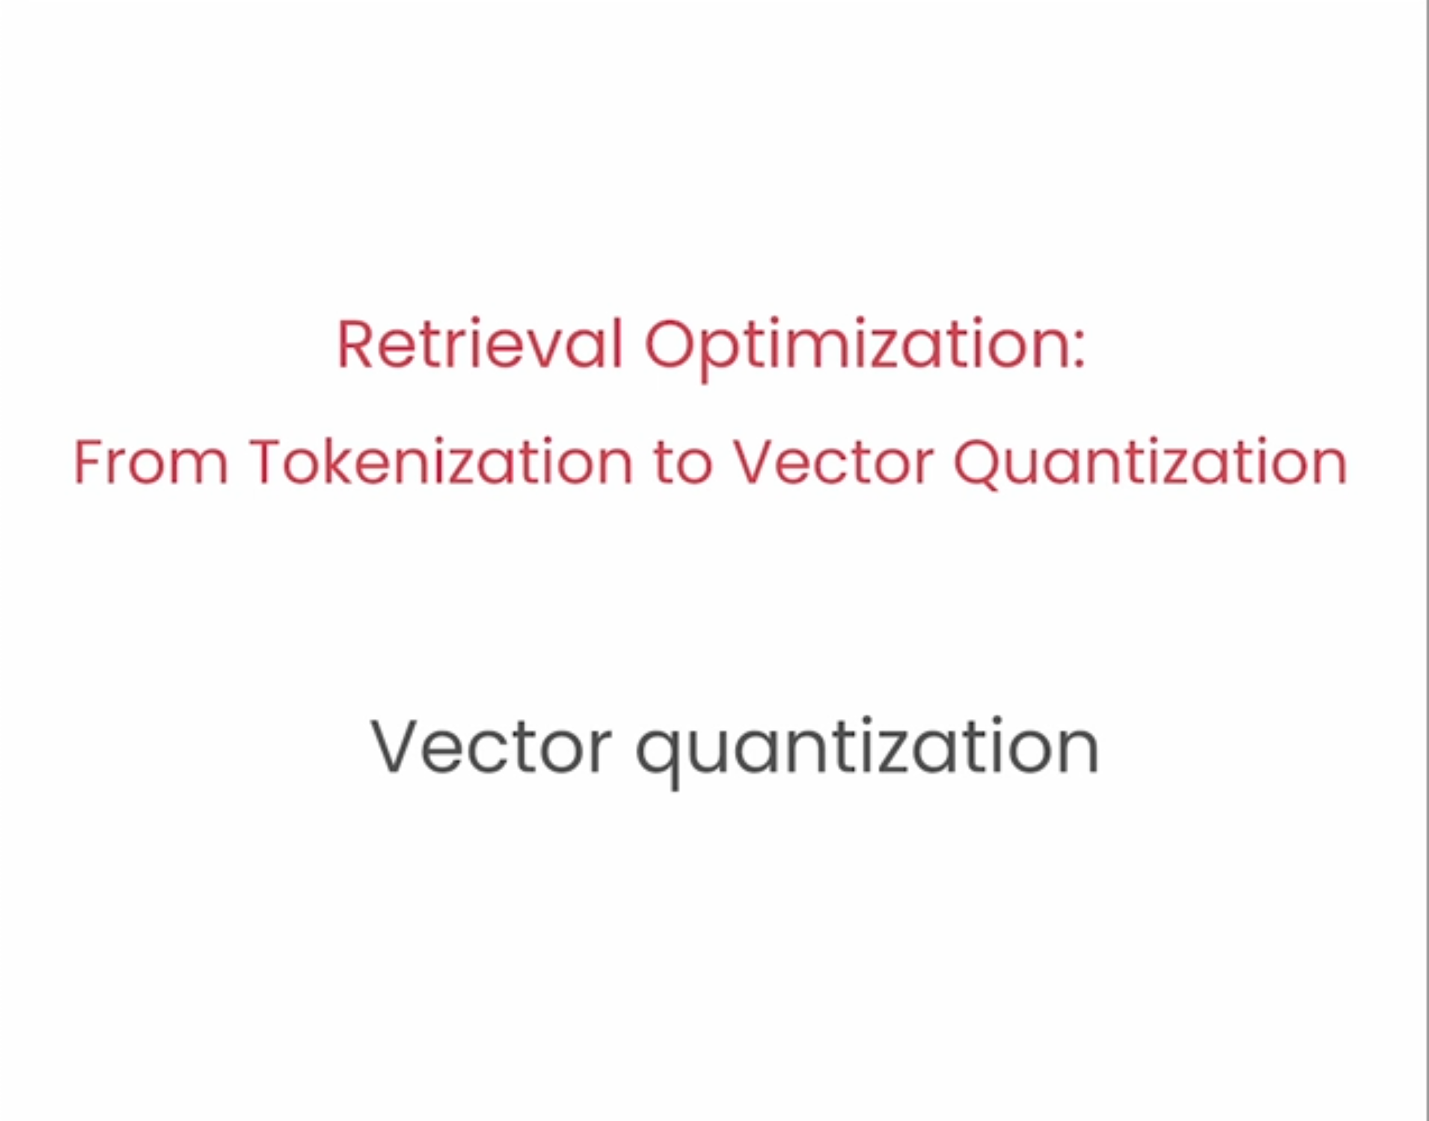 Retrieval Optimization:
From Tokenization to Vector Quantization
Vector quantization